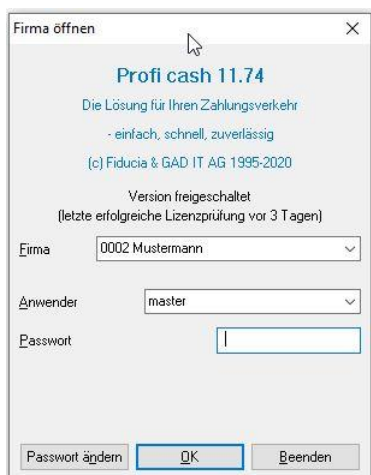 Firma öffnen
Profi cash 11.74
Die Lösung für Ihren Zahlungsverkehr
- einfach, schnell, zuverlässig
(c) Fiducia & GAD IT AG 1995-2020
Version freigeschaltet
(letzte erfolgreiche Lizenzprüfung vor 3 Tagen)
Firma 0002 Mustermann
Anwender master
Passwort
Passwort ändern OK Beenden